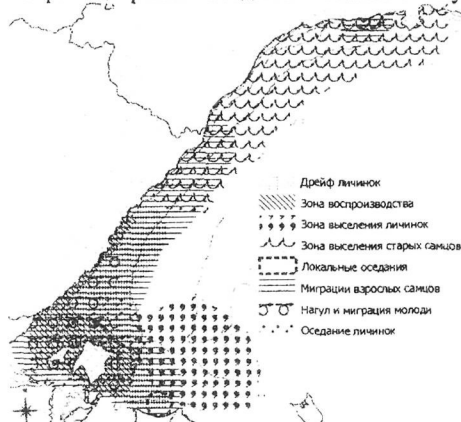 Дрейф личинок
Зона воспроизводства
Зона выселения личинок
Зона выселения старых самцов
Локальные оседания
Миграции взрослых самцов
Нагул и миграция молоди
Оседание личинок